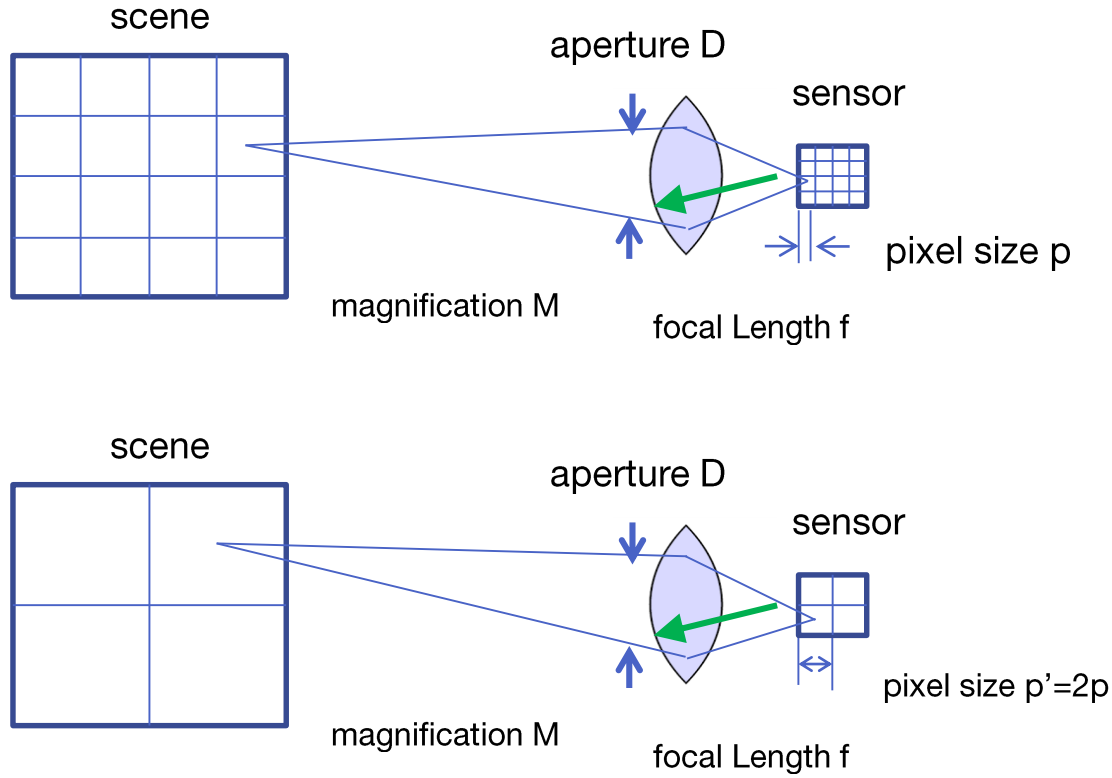 scene
aperture D
sensor
pixel size p
magnification M
focal Length f
scene
aperture D
sensor
pixel size p’=2p
magnification M
focal Length f